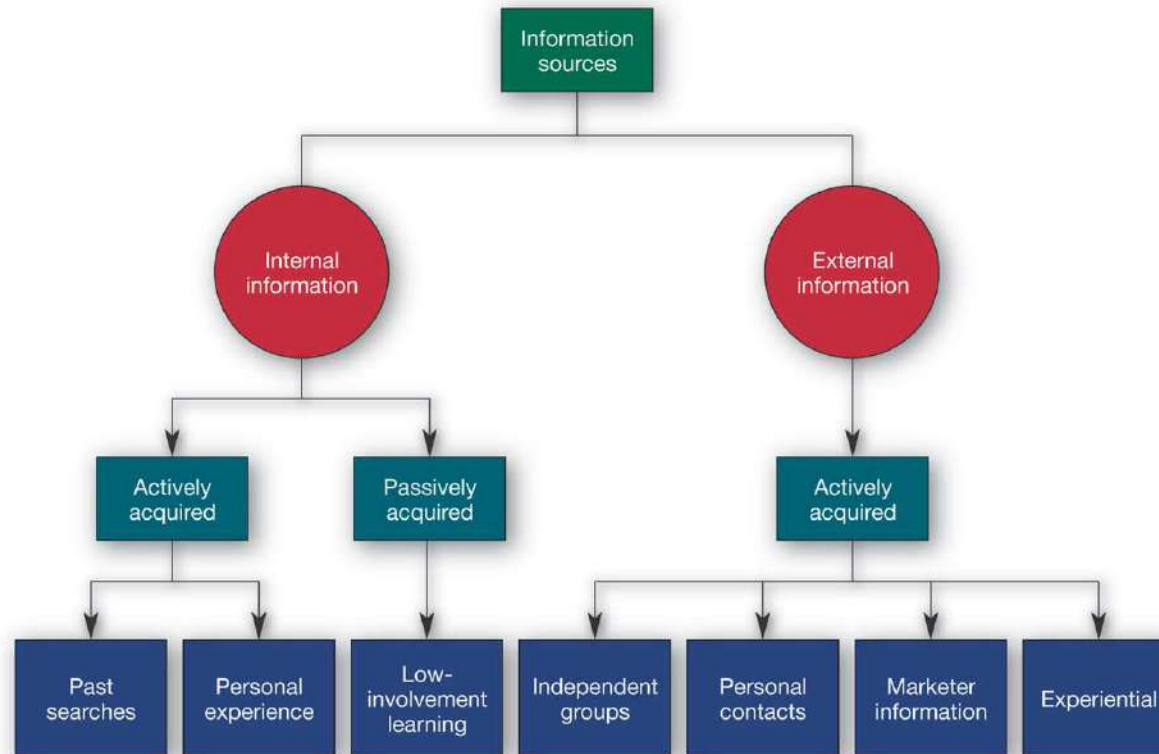 Information
sources
Internal
information
External
information
Actively
acquired
Passively
acquired
Actively
acquired
Past
searches
Personal
experience
Low-
involvement
learning
Independent
groups
Personal
contacts
Marketer
information
Experiential